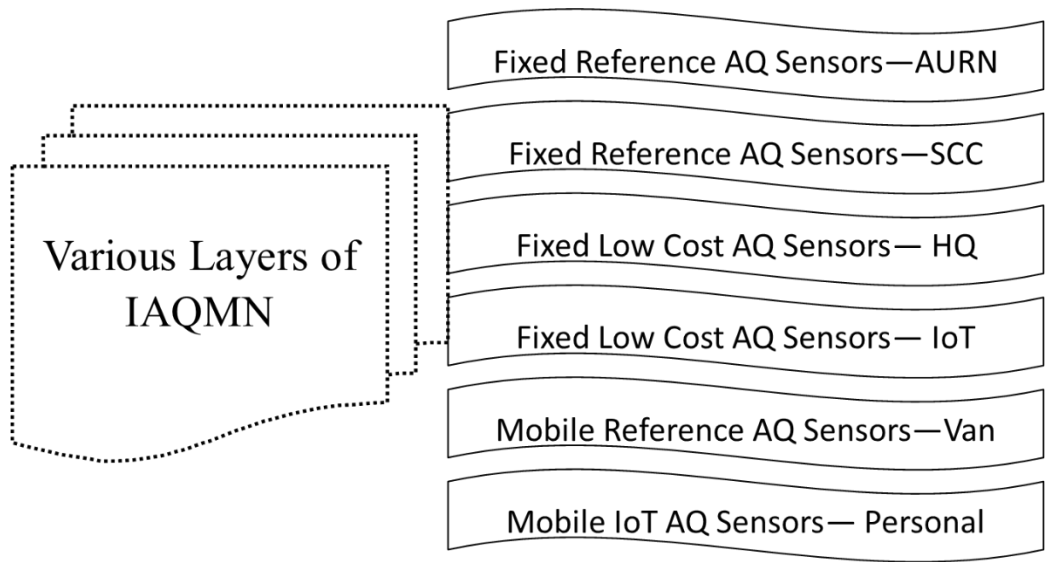 Various Layers of
IAQMN
Fixed Reference AQ Sensors—AURN
Fixed Reference AQ Sensors—SCC
Fixed Low Cost AQ Sensors— HQ
Fixed Low Cost AQ Sensors— IoT
Mobile Reference AQ Sensors—Van
Mobile IoT AQ Sensors— Personal